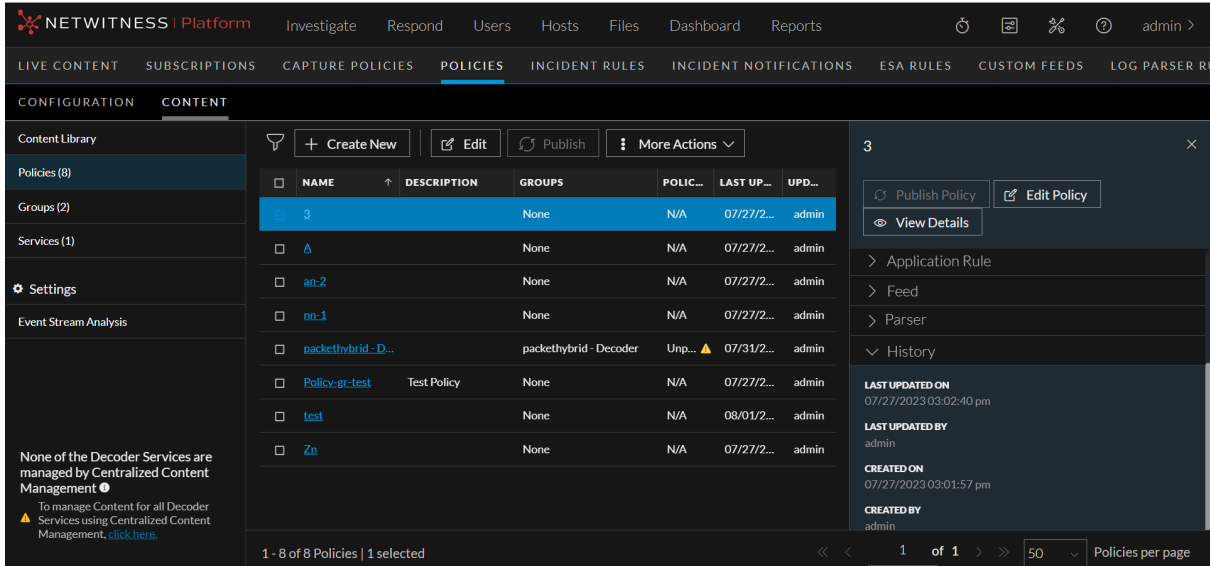 NETWITNESS | Platform Investigate Respond Users Hosts Files Dashboard Reports admin >
LIVE CONTENT SUBSCRIPTIONS CAPTURE POLICIES POLICIES INCIDENT RULES INCIDENT NOTIFICATIONS ESA RULES CUSTOM FEEDS LOG PARSER RU
CONFIGURATION CONTENT
Content Library
Policies (8)
Groups (2)
Services (1)
Settings
Event Stream Analysis
None of the Decoder Services are
managed by Centralized Content
Management
To manage Content for all Decoder
Services using Centralized Content
Management, click here.
+ Create New Edit Publish More Actions
NAME DESCRIPTION GROUPS POLIC... LAST UP... UPD...
3 None N/A 07/27/2... admin
A None N/A 07/27/2... admin
an-2 None N/A 07/27/2... admin
nn-1 None N/A 07/27/2... admin
packethybrid - D... packethybrid - Decoder Unp... 07/31/2... admin
Policy-gr-test Test Policy None N/A 07/27/2... admin
test None N/A 08/01/2... admin
Zn None N/A 07/27/2... admin
1 - 8 of 8 Policies | 1 selected
<< < 1 of 1 > >> 50 Policies per page
3
Publish Policy Edit Policy
View Details
Application Rule
Feed
Parser
History
LAST UPDATED ON
07/27/2023 03:02:40 pm
LAST UPDATED BY
admin
CREATED ON
07/27/2023 03:01:57 pm
CREATED BY
admin